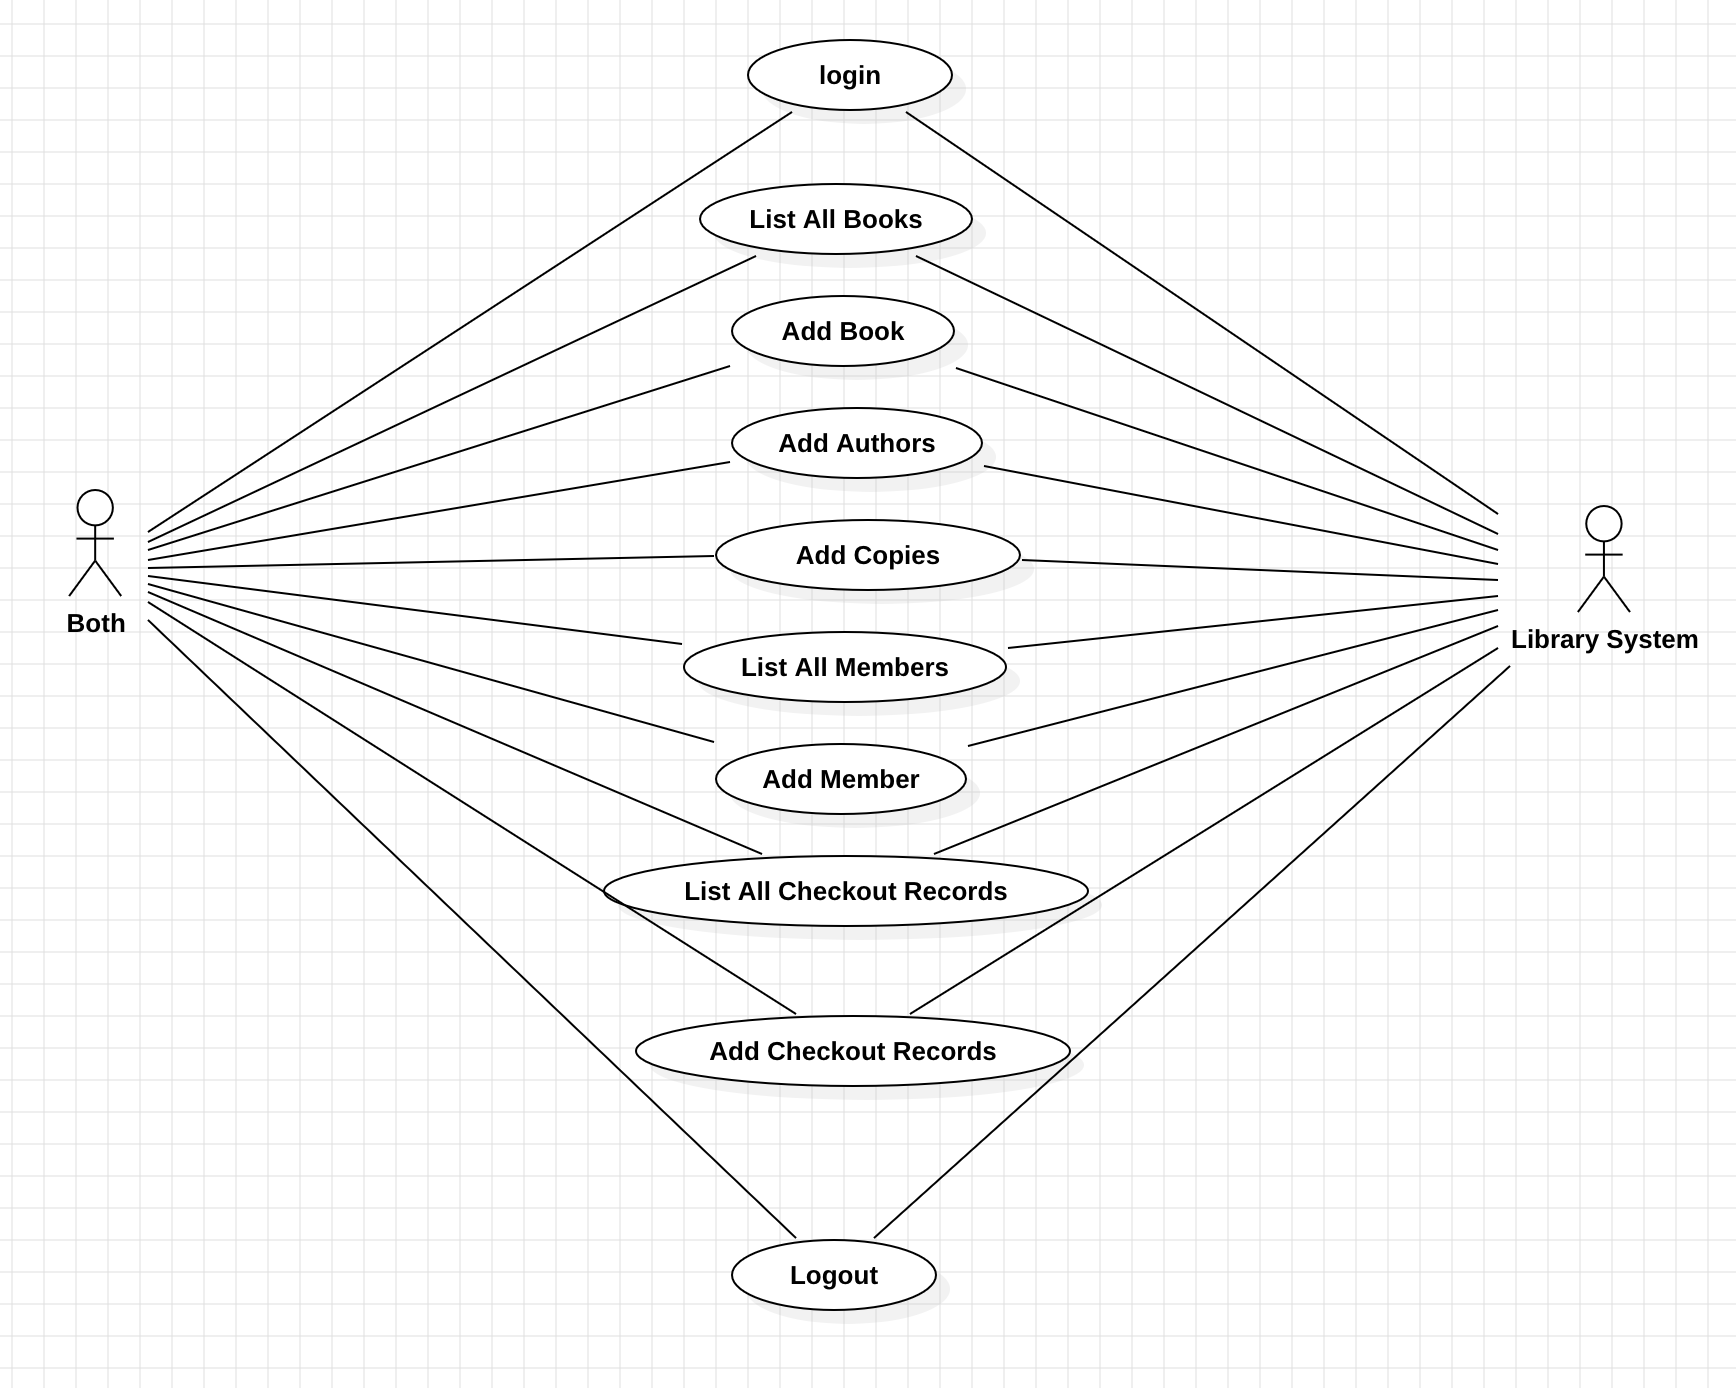 login
List All Books
Add Book
Add Authors
Add Copies
Both
Library System
List All Members
Add Member
List All Checkout Records
Add Checkout Records
Logout